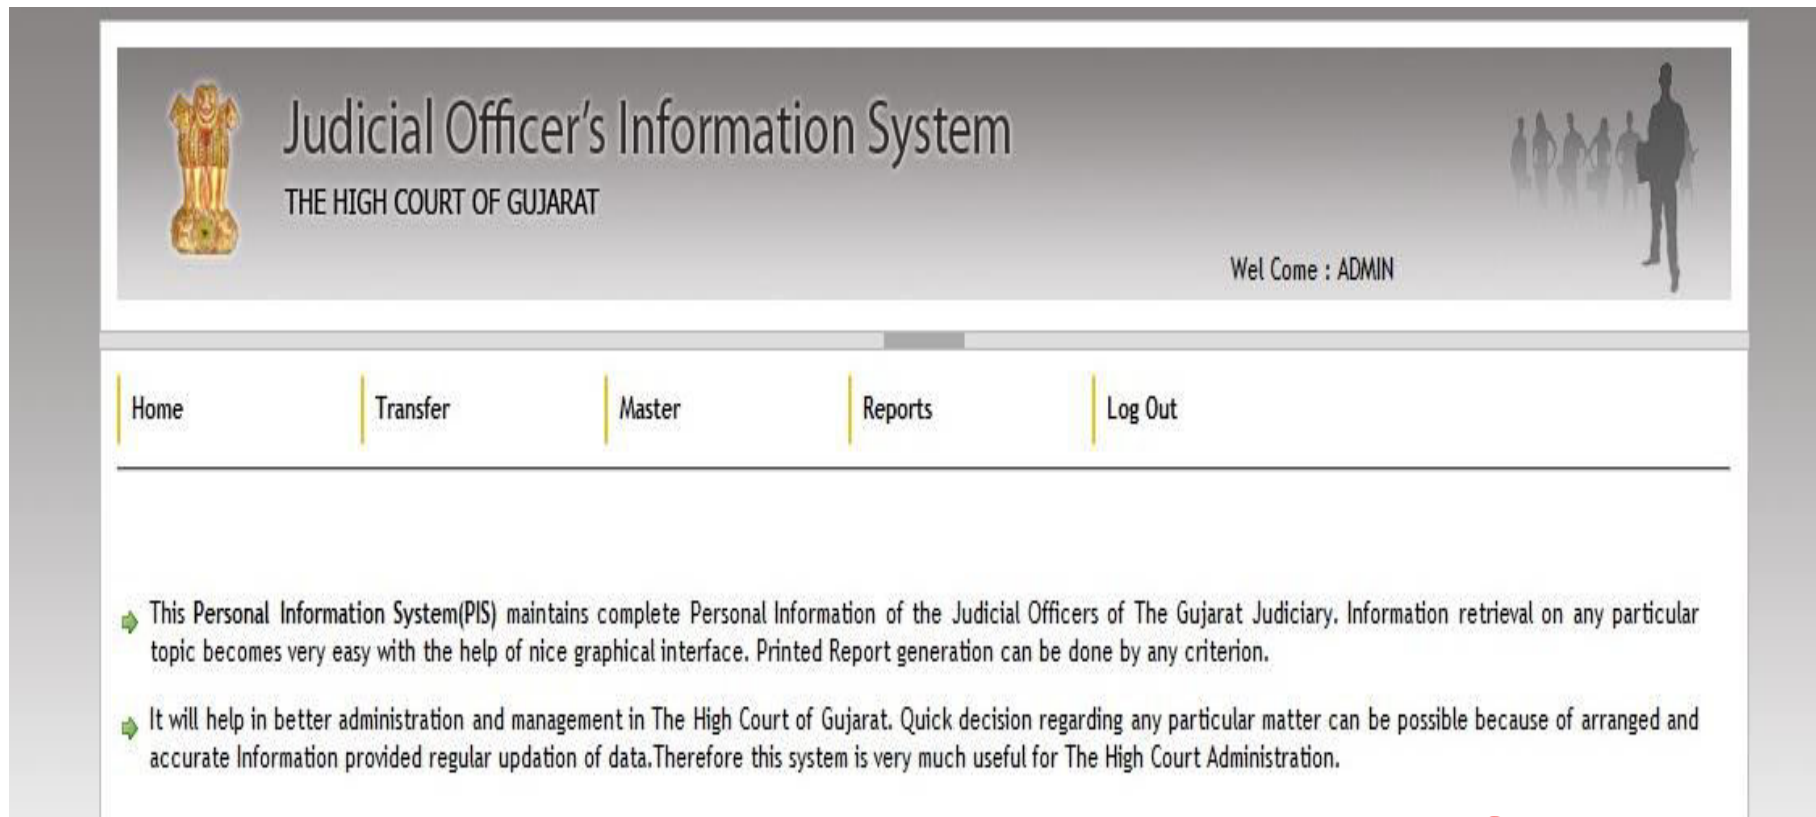 Judicial Officer's Information System
THE HIGH COURT OF GUJARAT
Wel Come : ADMIN
Home
Transfer
Master
Reports
Log Out
This Personal Information System(PIS) maintains complete Personal Information of the Judicial Officers of The Gujarat Judiciary. Information retrieval on any particular
topic becomes very easy with the help of nice graphical interface. Printed Report generation can be done by any criterion.
It will help in better administration and management in The High Court of Gujarat. Quick decision regarding any particular matter can be possible because of arranged and
accurate Information provided regular updation of data.Therefore this system is very much useful for The High Court Administration.